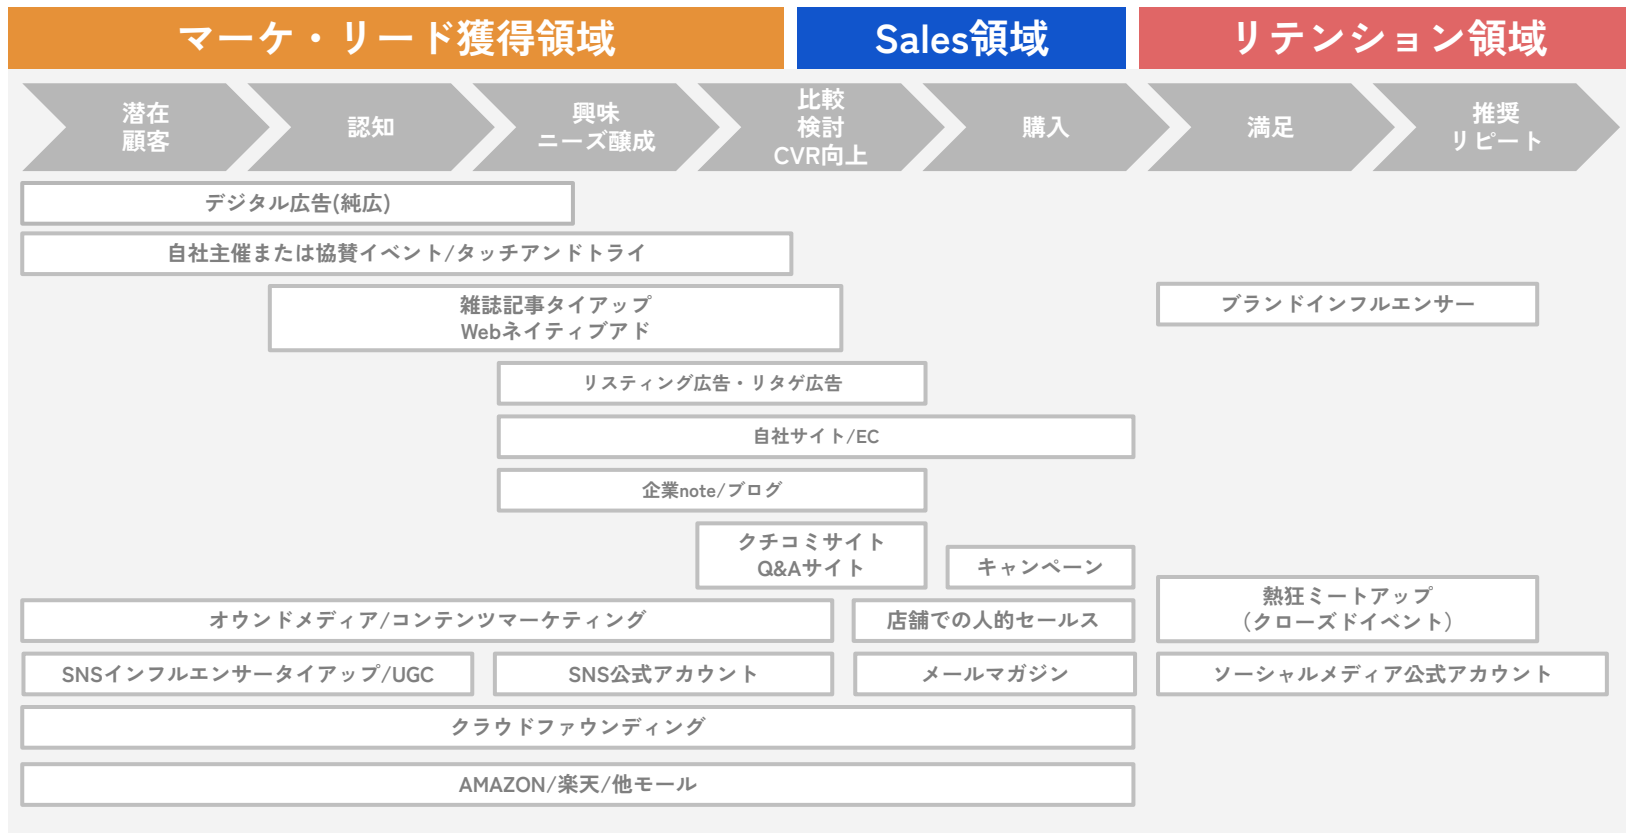 マーケ・リード獲得領域
Sales領域
リテンション領域
潜在
顧客
認知
興味
ニーズ醸成
比較
検討
CVR向上
購入
満足
推奨
リピート
デジタル広告(純広)
自社主催または協賛イベント/タッチアンドトライ
雑誌記事タイアップ
Webネイティブアド
ブランドインフルエンサー
リスティング広告・リタゲ広告
自社サイト/EC
企業note/ブログ
クチコミサイト
Q&Aサイト
キャンペーン
熱狂ミートアップ
（クローズドイベント）
オウンドメディア/コンテンツマーケティング
店舗での人的セールス
SNSインフルエンサータイアップ/UGC
SNS公式アカウント
メールマガジン
ソーシャルメディア公式アカウント
クラウドファウンディング
AMAZON/楽天/他モール